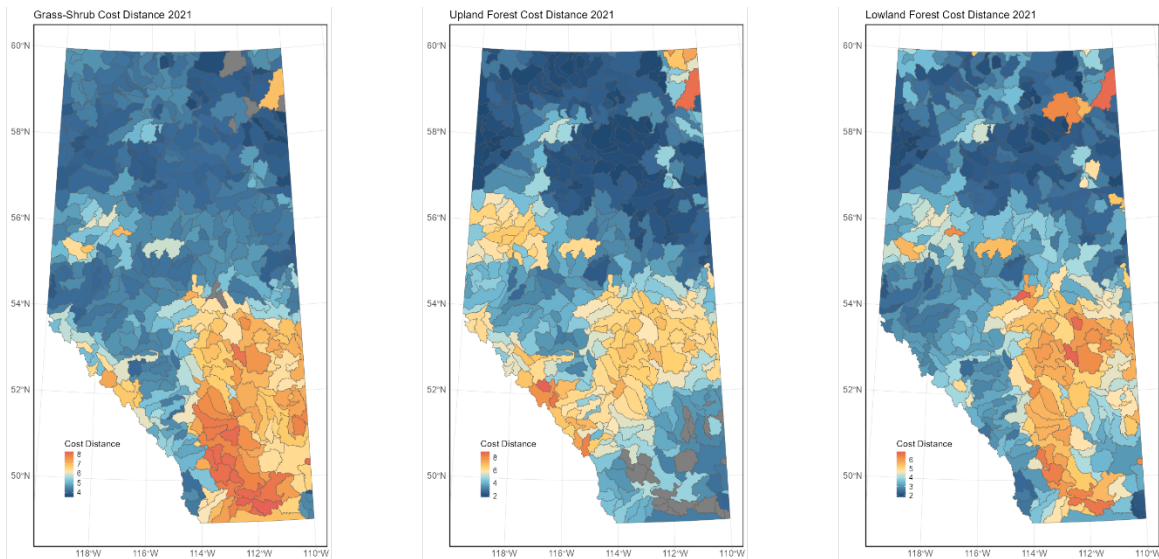 Grass-Shrub Cost Distance 2021
60°N
58°N
56°N
54°N
52°N
50°N
Cost Distance
8
7
6
5
4
118°W
116°W
114°W
112°W
110°W
Upland Forest Cost Distance 2021
60°N
58°N
56°N
54°N
52°N
50°N
Cost Distance
8
6
4
2
118°W
116°W
114°W
112°W
110°W
Lowland Forest Cost Distance 2021
60°N
58°N
56°N
54°N
52°N
50°N
Cost Distance
6
5
4
3
2
118°W
116°W
114°W
112°W
110°W